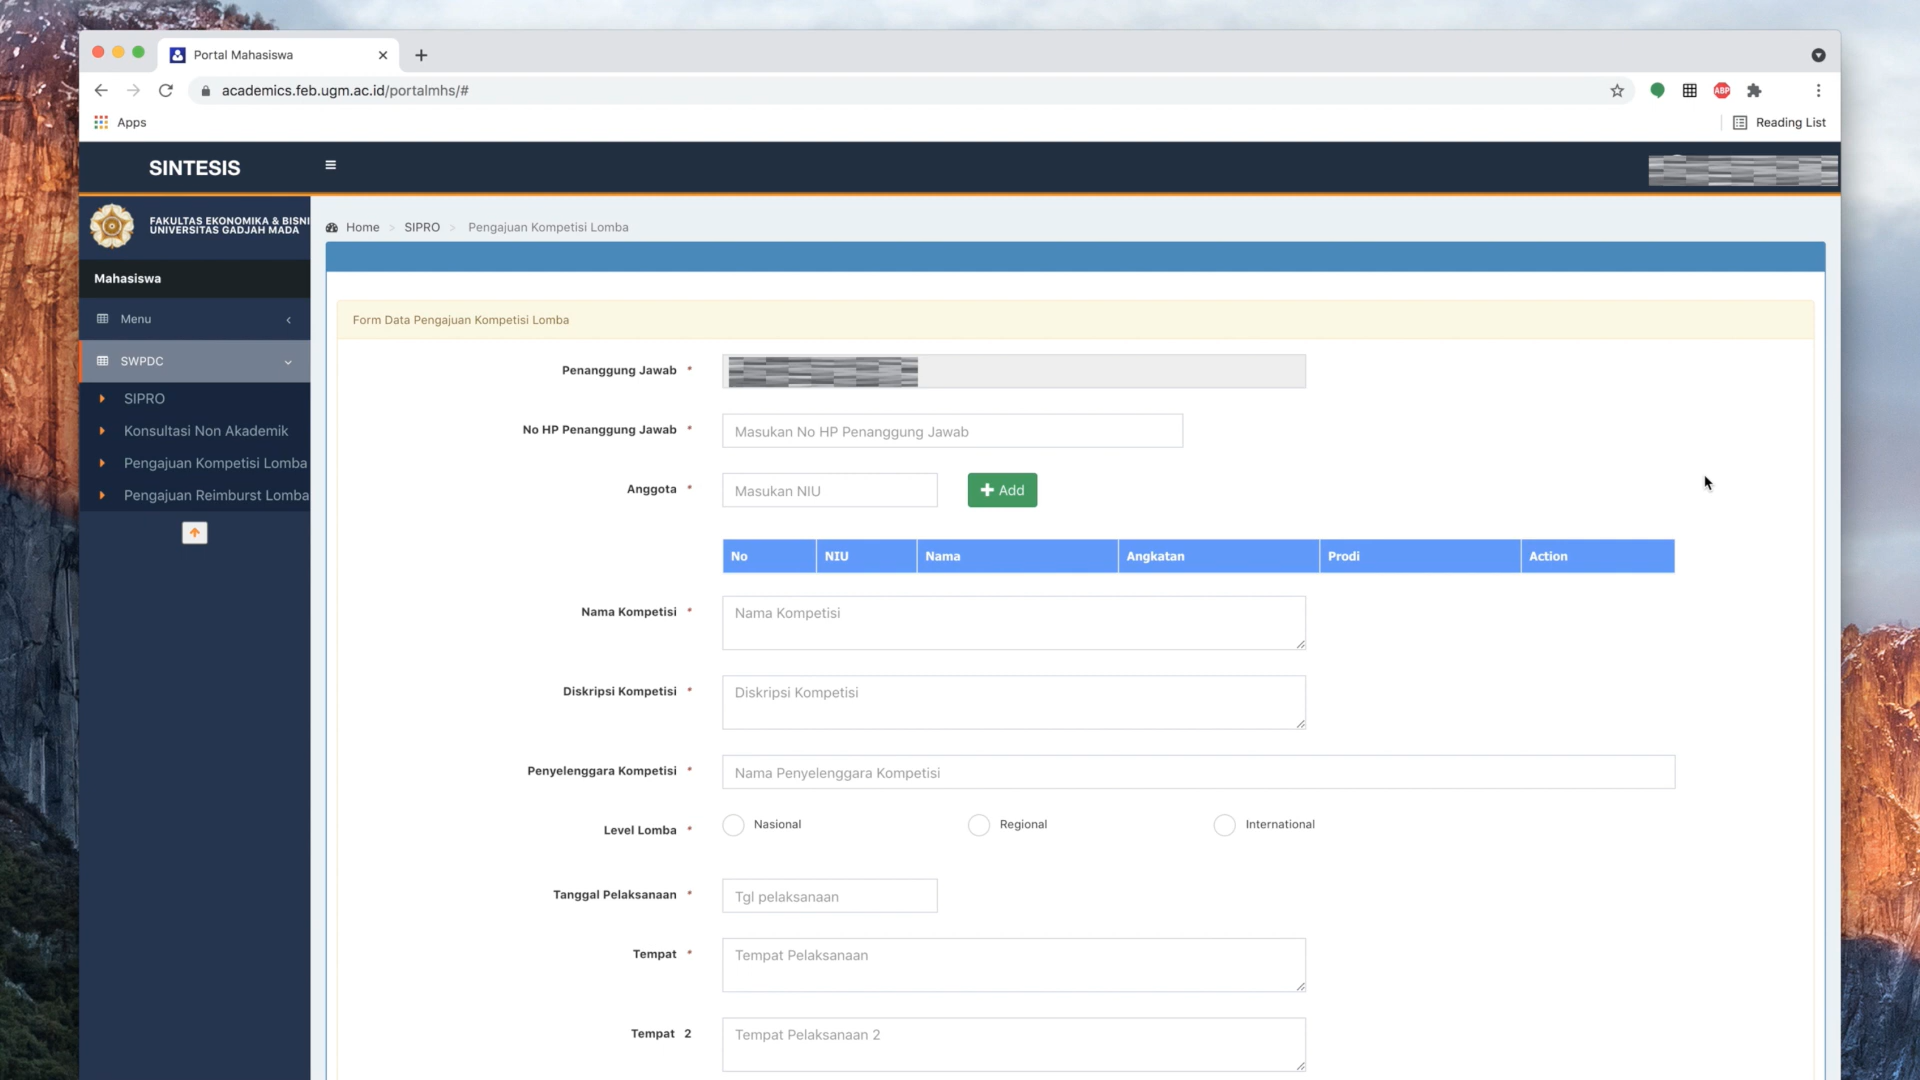 Portal Mahasiswa
academics.feb.ugm.ac.id/portalmhs/#
ABP
Apps
Reading List
SINTESIS
FAKULTAS EKONOMIKA & BISNI
UNIVERSITAS GADJAH MADA
Home > SIPRO > Pengajuan Kompetisi Lomba
Mahasiswa
Menu
SWPDC
SIPRO
Konsultasi Non Akademik
Pengajuan Kompetisi Lomba
Pengajuan Reimburst Lomba
Form Data Pengajuan Kompetisi Lomba
Penanggung Jawab *
No HP Penanggung Jawab * Masukan No HP Penanggung Jawab
Anggota * Masukan NIU Add
No NIU Nama Angkatan Prodi Action
Nama Kompetisi * Nama Kompetisi
Diskripsi Kompetisi * Diskripsi Kompetisi
Penyelenggara Kompetisi * Nama Penyelenggara Kompetisi
Level Lomba * Nasional Regional International
Tanggal Pelaksanaan * Tgl pelaksanaan
Tempat * Tempat Pelaksanaan
Tempat 2 Tempat Pelaksanaan 2